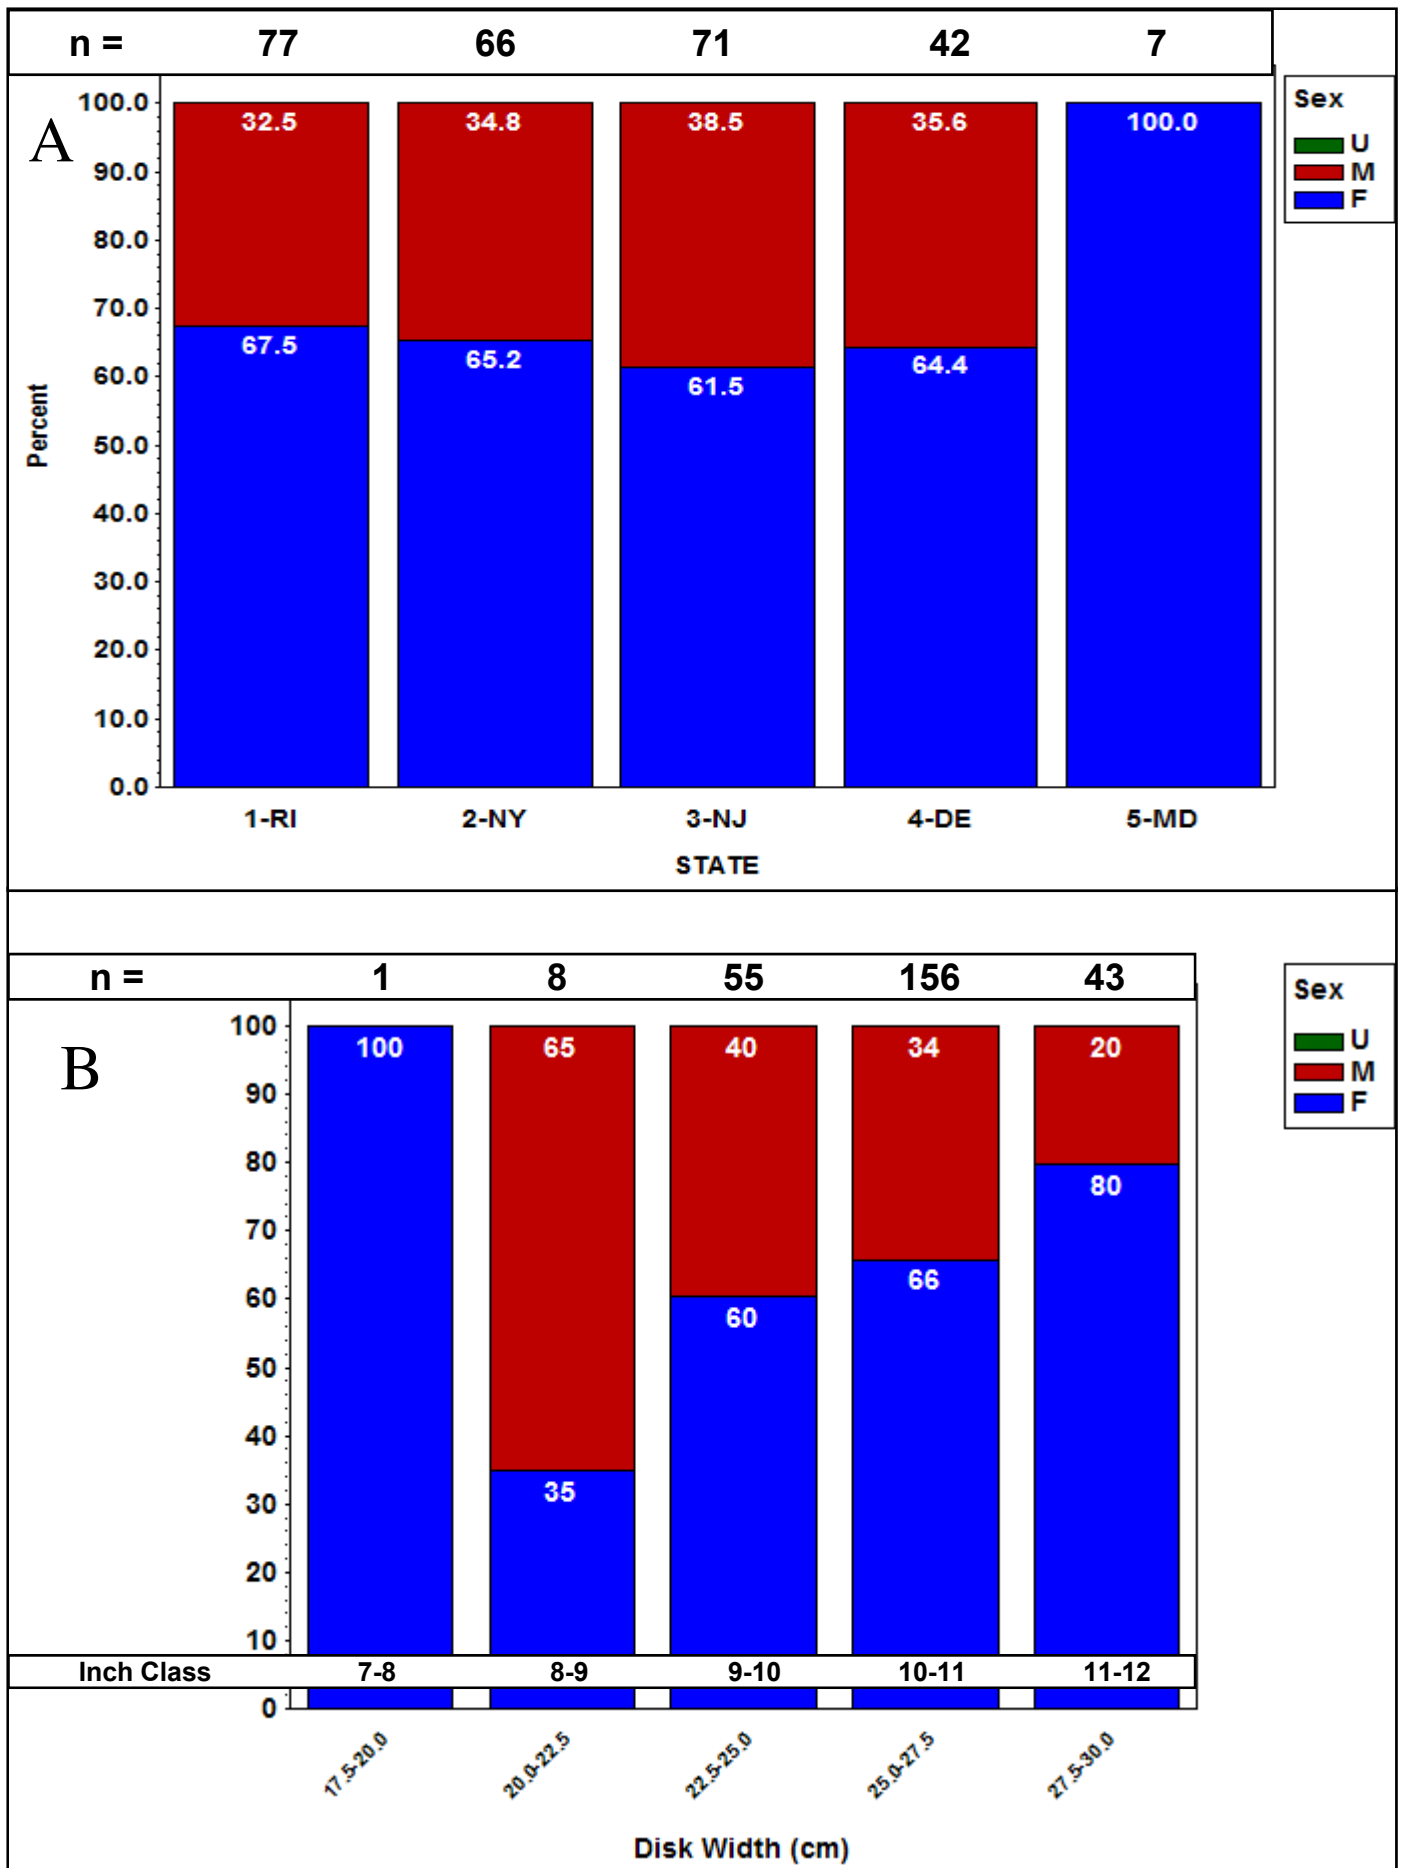 n = 77 66 71 42 7
A
Sex
U
M
F
100.0
90.0
80.0
70.0
60.0
50.0
40.0
30.0
20.0
10.0
0.0
Percent
32.5 34.8 38.5 35.6 100.0
67.5 65.2 61.5 64.4
1-RI 2-NY 3-NJ 4-DE 5-MD
STATE
n = 1 8 55 156 43
B
Sex
U
M
F
100
90
80
70
60
50
40
30
20
10
0
100 65 40 34 20
35 60 66 80
Inch Class 7-8 8-9 9-10 10-11 11-12
17.5-20.0 20.0-22.5 22.5-25.0 25.0-27.5 27.5-30.0
Disk Width (cm)